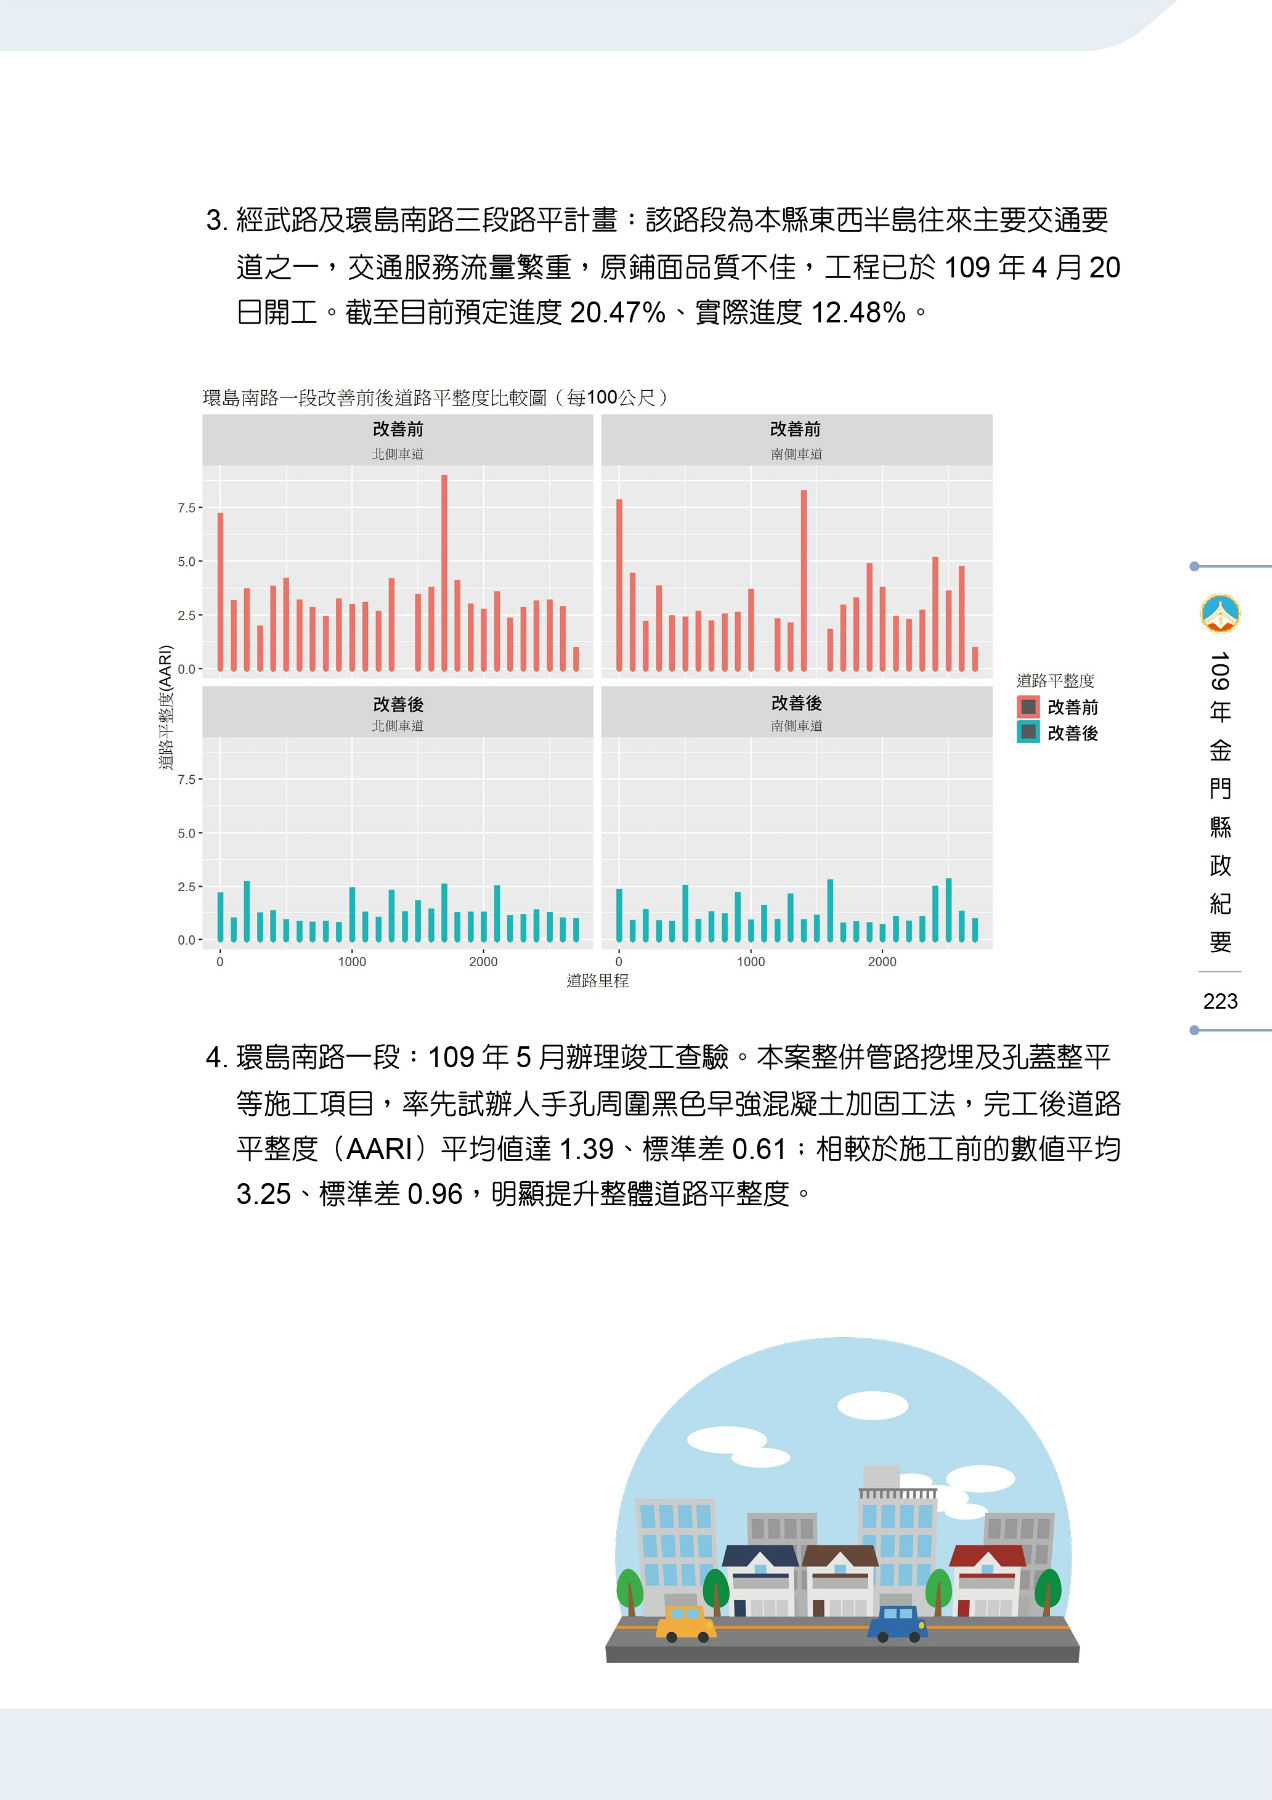 3. 經武路及環島南路三段路平計畫：該路段為本縣東西半島往來主要交通要
道之一，交通服務流量繁重，原鋪面品質不佳，工程已於 109 年 4 月 20
日開工。截至目前預定進度 20.47%、實際進度 12.48%。
環島南路一段改善前後道路平整度比較圖（每100公尺）
改善前
北側車道
改善前
南側車道
7.5
5.0
2.5
0.0
道路平整度(AARI)
改善後
北側車道
改善後
南側車道
7.5
5.0
2.5
0.0
0
1000
2000
0
1000
2000
道路里程
道路平整度
改善前
改善後
109年金門縣政紀要
223
4. 環島南路一段：109 年 5 月辦理竣工查驗。本案整併管路挖埋及孔蓋整平
等施工項目，率先試辦人手孔周圍黑色早強混凝土加固工法，完工後道路
平整度（AARI）平均值達 1.39、標準差 0.61；相較於施工前的數值平均
3.25、標準差 0.96，明顯提升整體道路平整度。